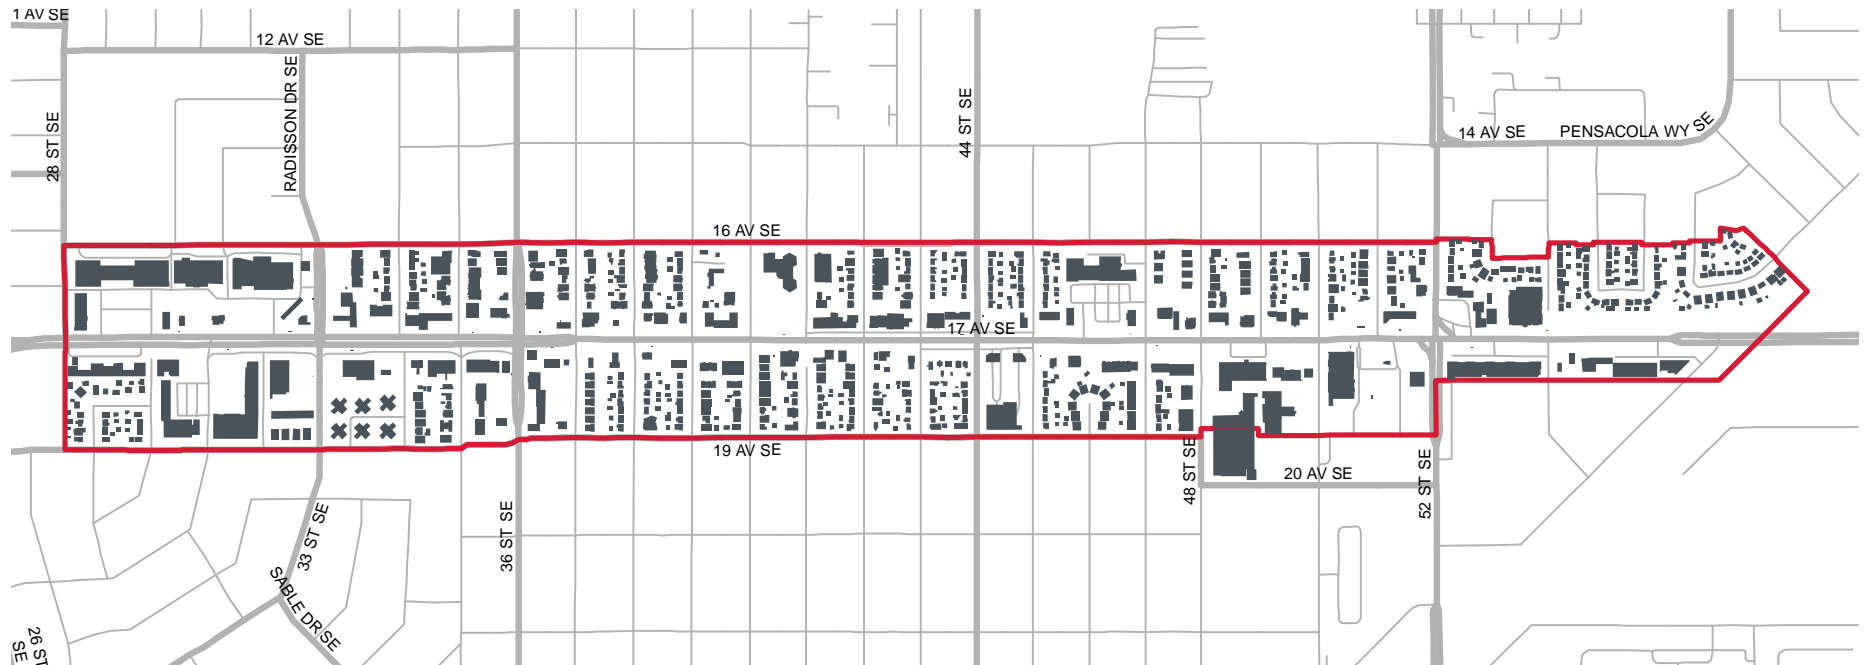 1 AV SE
12 AV SE
RADISSON DR SE
28 ST SE
44 ST SE
14 AV SE
PENSACOLA WY SE
16 AV SE
17 AV SE
19 AV SE
48 ST SE
20 AV SE
52 ST SE
36 ST SE
33 ST SE
SABLE DR SE
26 ST
SE